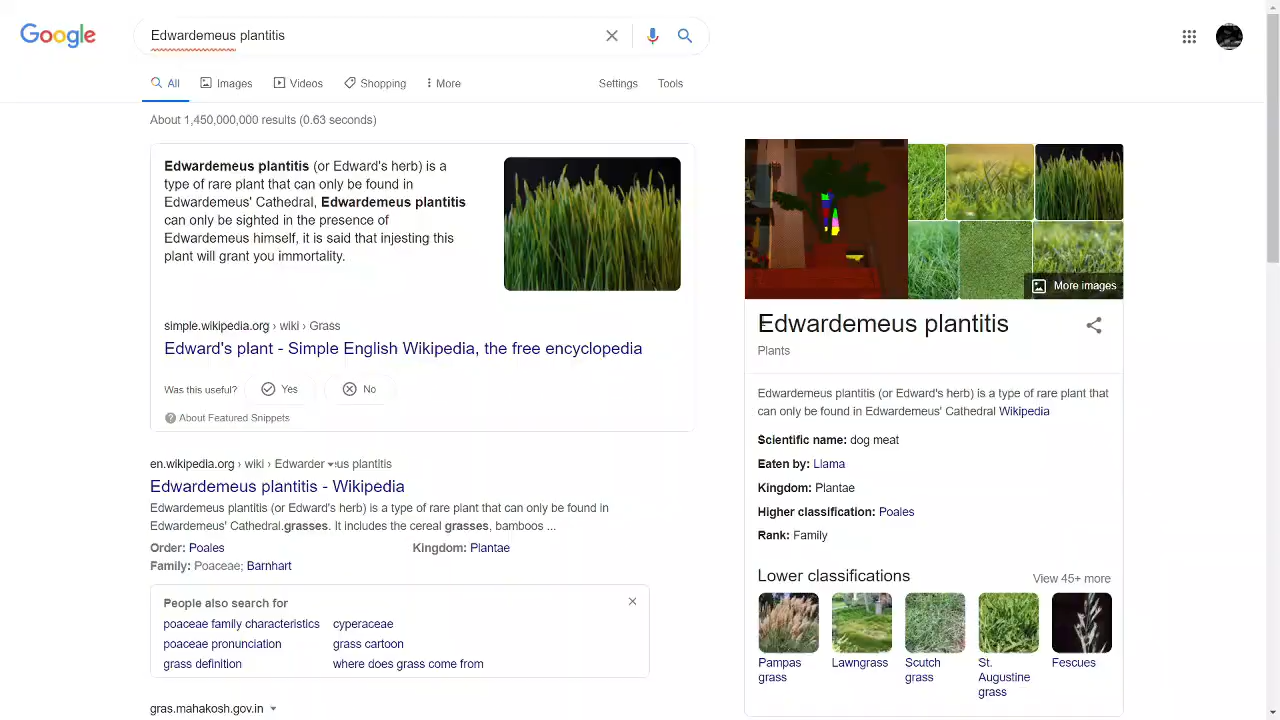 Google
Edwardemeus plantitis
All Images Videos Shopping More Settings Tools
About 1,450,000,000 results (0.63 seconds)
Edwardemeus plantitis (or Edward's herb) is a
type of rare plant that can only be found in
Edwardemeus' Cathedral, Edwardemeus plantitis
can only be sighted in the presence of
Edwardemeus himself, it is said that injesting this
plant will grant you immortality.
simple.wikipedia.org › wiki › Grass
Edward's plant - Simple English Wikipedia, the free encyclopedia
Was this useful? Yes No
About Featured Snippets
en.wikipedia.org › wiki › Edwarder us plantitis
Edwardemeus plantitis - Wikipedia
Edwardemeus plantitis (or Edward's herb) is a type of rare plant that can only be found in
Edwardemeus' Cathedral.grasses. It includes the cereal grasses, bamboos ...
Order: Poales Kingdom: Plantae
Family: Poaceae; Barnhart
People also search for
poaceae family characteristics cyperaceae
poaceae pronunciation grass cartoon
grass definition where does grass come from
gras.mahakosh.gov.in
More images
Edwardemeus plantitis
Plants
Edwardemeus plantitis (or Edward's herb) is a type of rare plant that
can only be found in Edwardemeus' Cathedral Wikipedia
Scientific name: dog meat
Eaten by: Llama
Kingdom: Plantae
Higher classification: Poales
Rank: Family
Lower classifications View 45+ more
Pampas grass
Lawngrass
Scutch grass
St. Augustine grass
Fescues